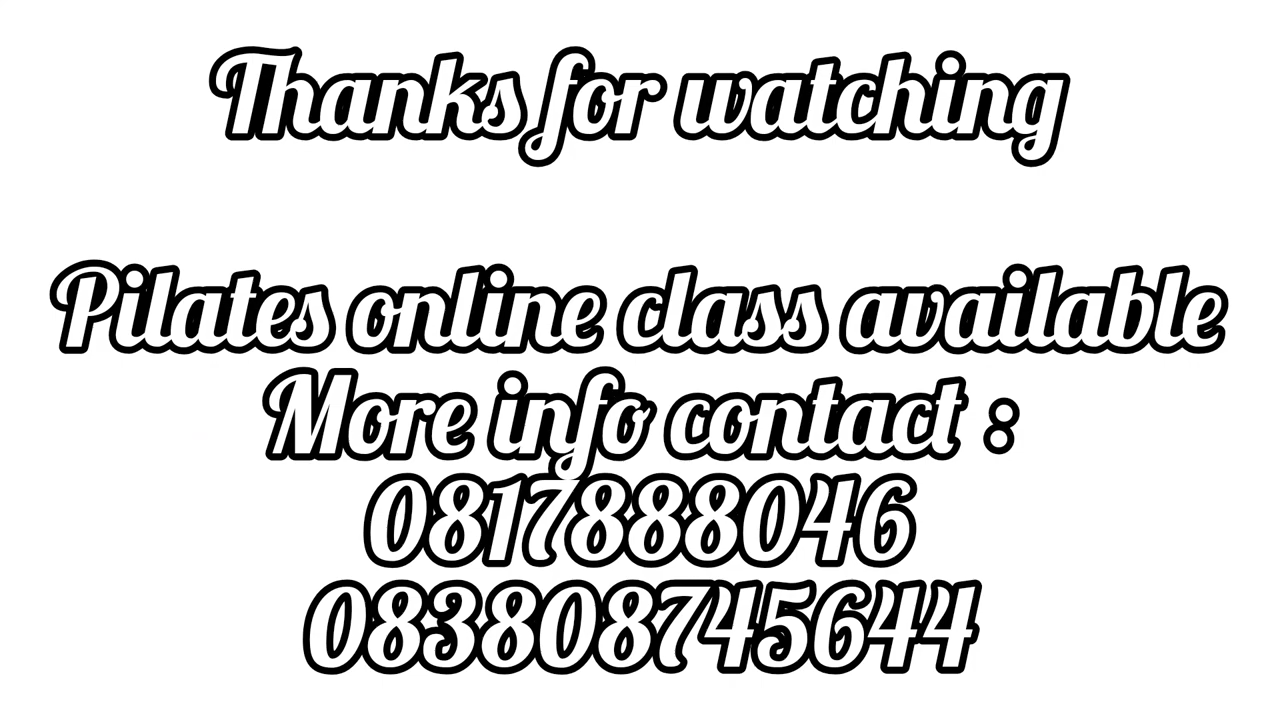 Thanks for watching
Pilates online class available
More info contact :
0817888046
083808745644